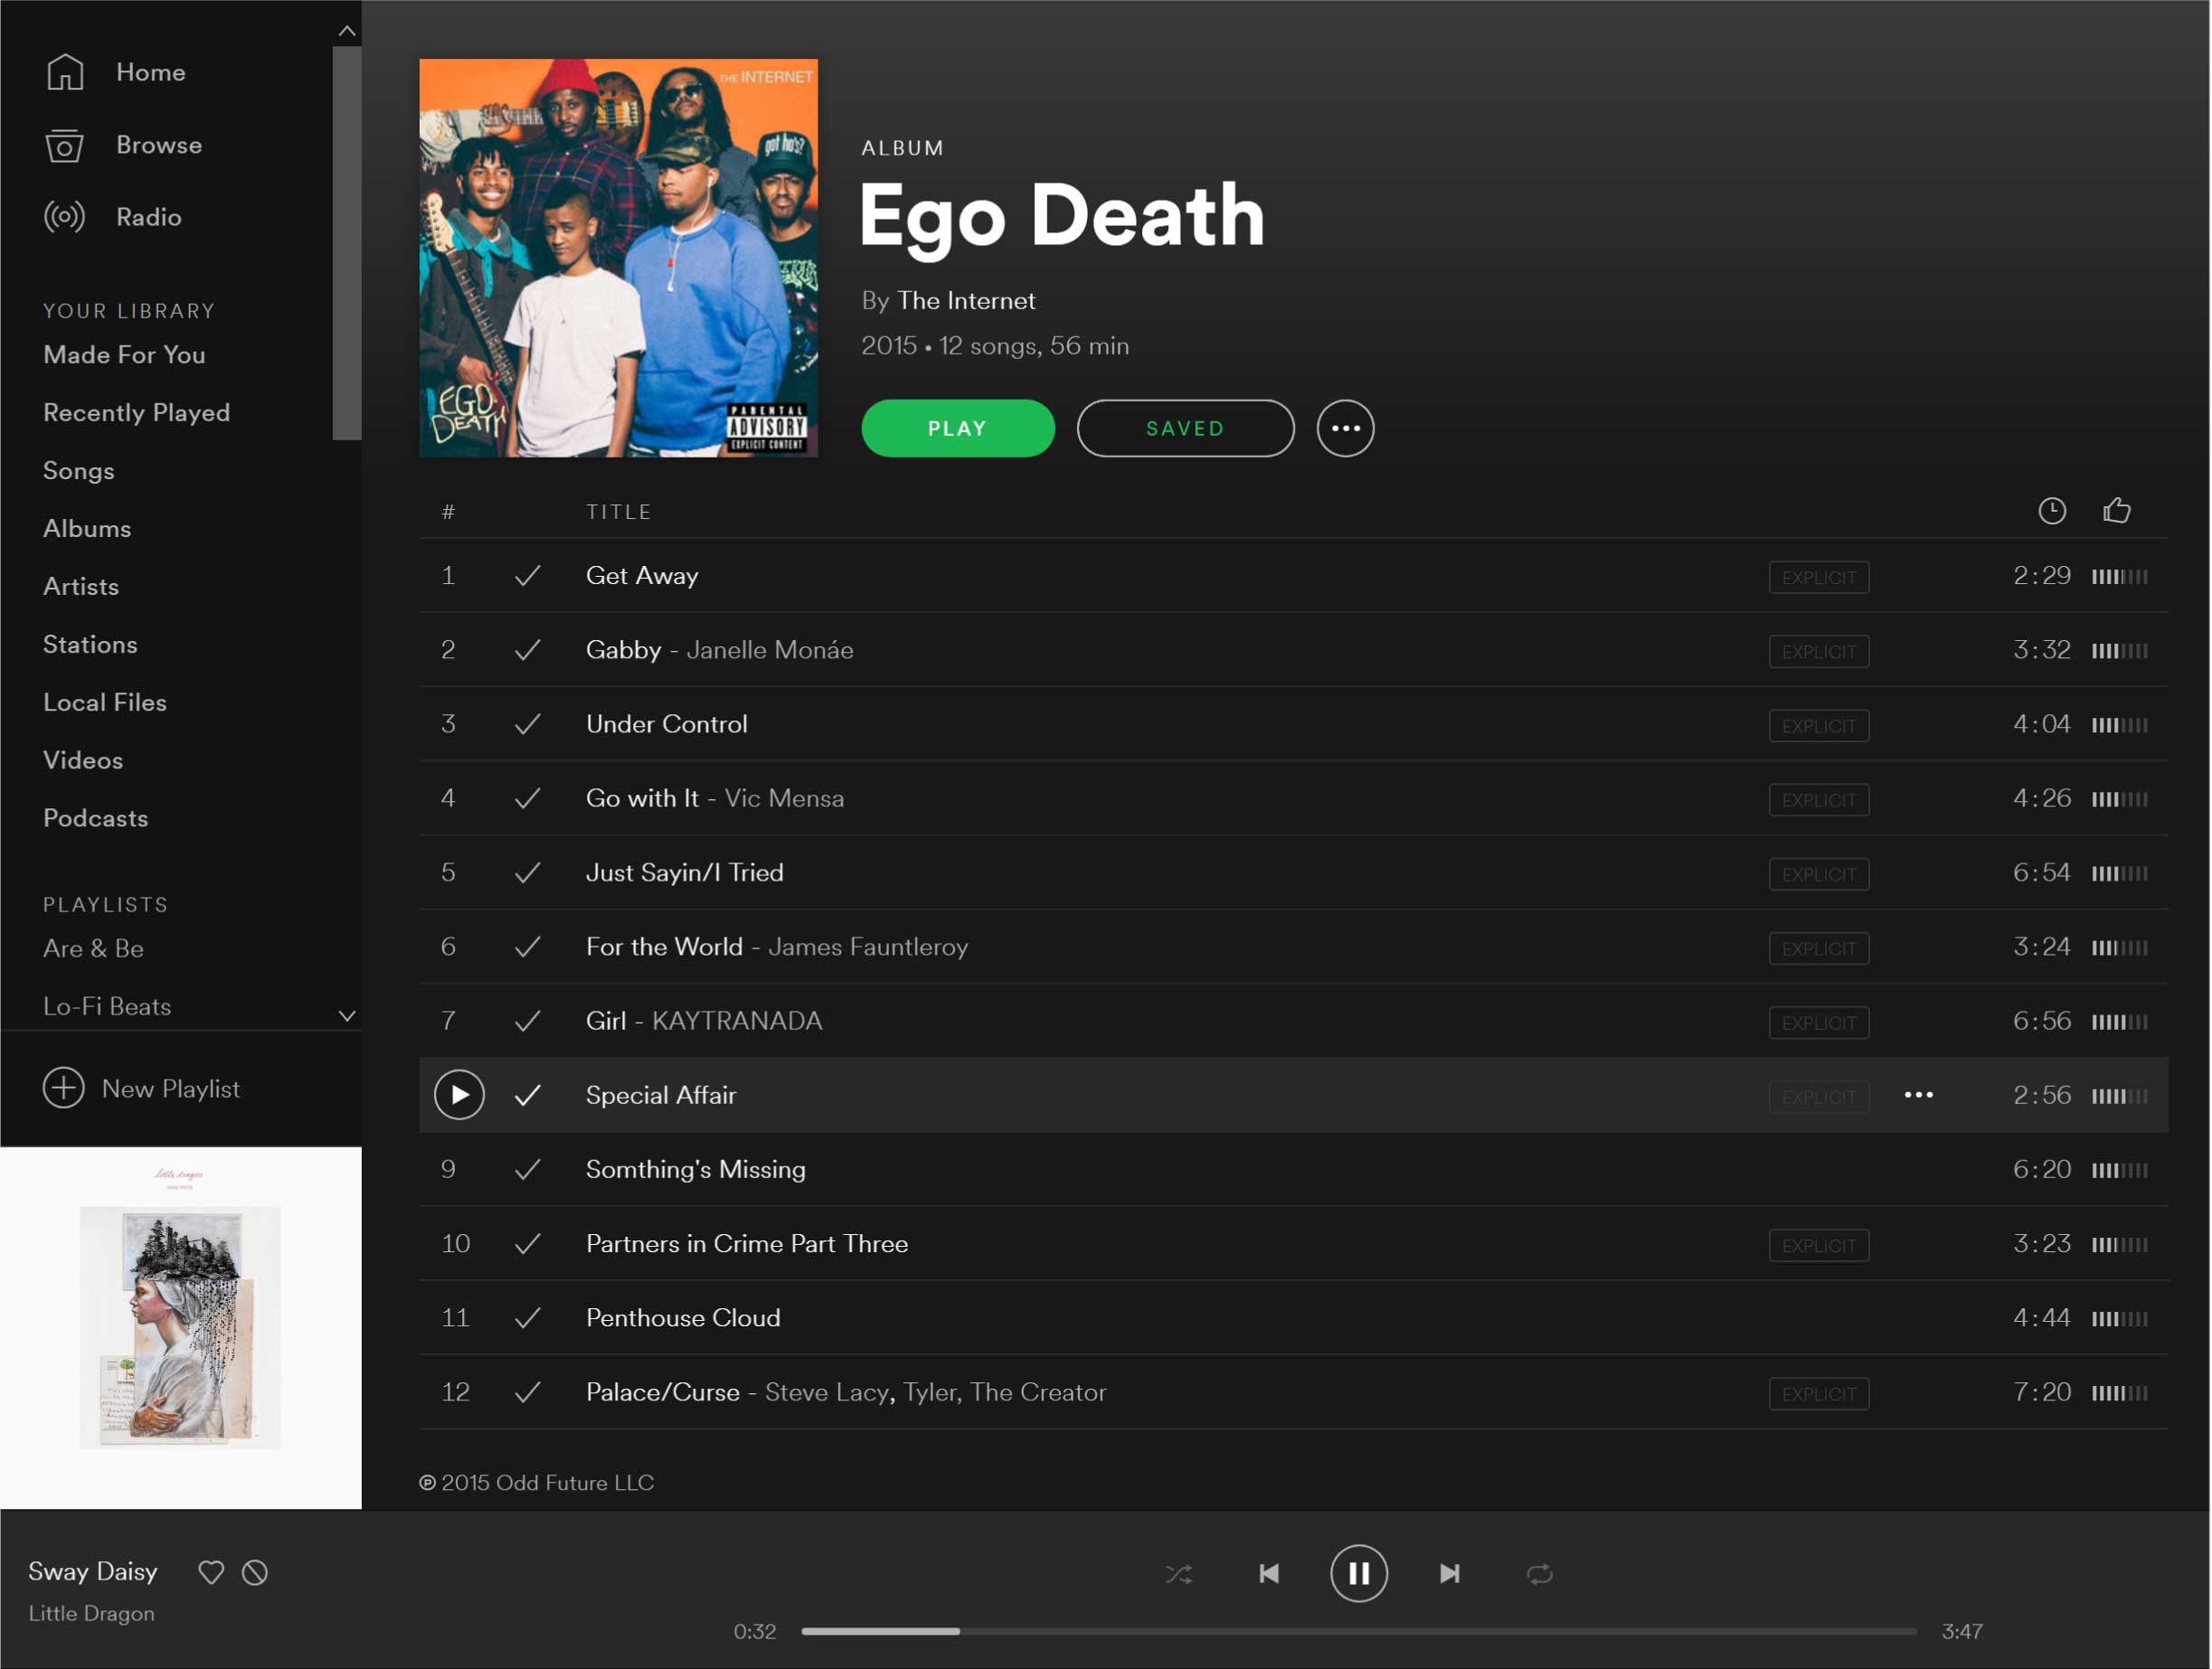 Home
Browse
Radio
YOUR LIBRARY
Made For You
Recently Played
Songs
Albums
Artists
Stations
Local Files
Videos
Podcasts
PLAYLISTS
Are & Be
Lo-Fi Beats
New Playlist
little dragon
THE INTERNET
got ho's?
EGO
DEATH
PARENTAL
ADVISORY
EXPLICIT CONTENT
ALBUM
Ego Death
By The Internet
2015 • 12 songs, 56 min
PLAY
SAVED
# TITLE
1 Get Away EXPLICIT 2:29
2 Gabby - Janelle Monáe EXPLICIT 3:32
3 Under Control EXPLICIT 4:04
4 Go with It - Vic Mensa EXPLICIT 4:26
5 Just Sayin/I Tried EXPLICIT 6:54
6 For the World - James Fauntleroy EXPLICIT 3:24
7 Girl - KAYTRANADA EXPLICIT 6:56
Special Affair EXPLICIT 2:56
9 Somthing's Missing 6:20
10 Partners in Crime Part Three EXPLICIT 3:23
11 Penthouse Cloud 4:44
12 Palace/Curse - Steve Lacy, Tyler, The Creator EXPLICIT 7:20
℗ 2015 Odd Future LLC
Sway Daisy
Little Dragon
0:32
3:47